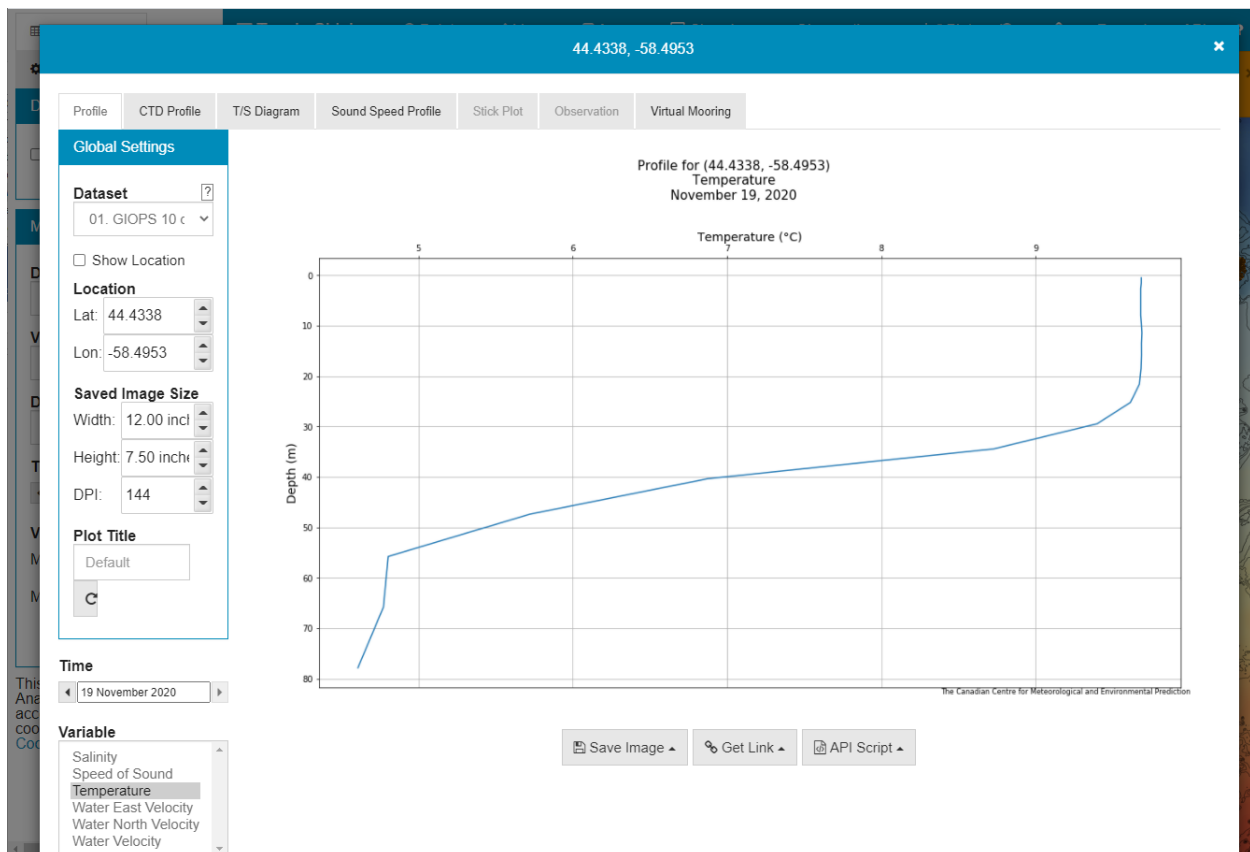 44.4338, -58.4953
Profile CTD Profile T/S Diagram Sound Speed Profile Stick Plot Observation Virtual Mooring
Global Settings
Dataset ?
01. GIOPS 10
Show Location
Location
Lat: 44.4338
Lon: -58.4953
Saved Image Size
Width: 12.00
Height: 7.50
DPI: 144
Plot Title
Default
Time
19 November 2020
Variable
Salinity
Speed of Sound
Temperature
Water East Velocity
Water North Velocity
Water Velocity
Profile for (44.4338, -58.4953)
Temperature
November 19, 2020
Temperature (°C)
5 6 7 8 9
Depth (m)
0
10
20
30
40
50
60
70
80
The Canadian Centre for Meteorological and Environmental Prediction
Save Image Get Link API Script